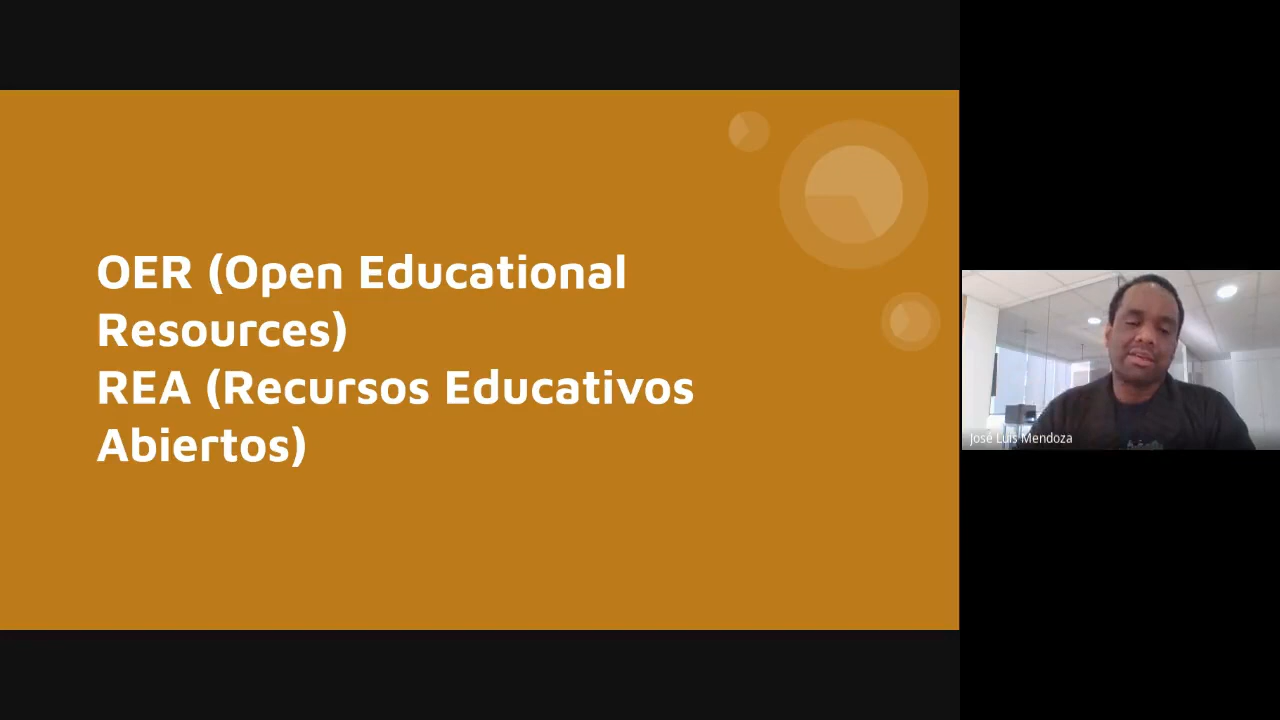 OER (Open Educational
Resources)
REA (Recursos Educativos
Abiertos)
José Luis Mendoza